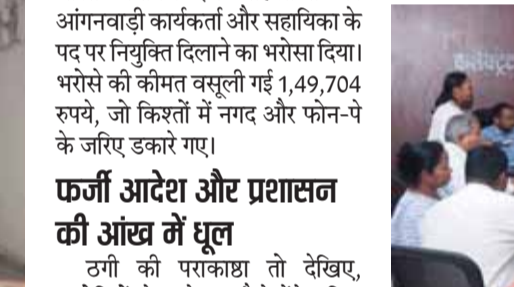 आंगनवाड़ी कार्यकर्ता और सहायिका के
पद पर नियुक्ति दिलाने का भरोसा दिया।
भरोसे की कीमत वसूली गई 1,49,704
रुपये, जो किश्तों में नगद और फोन-पे
के जरिए डकारे गए।
फर्जी आदेश और प्रशासन
की आंख में धूल
ठगी की पराकाष्ठा तो देखिए,